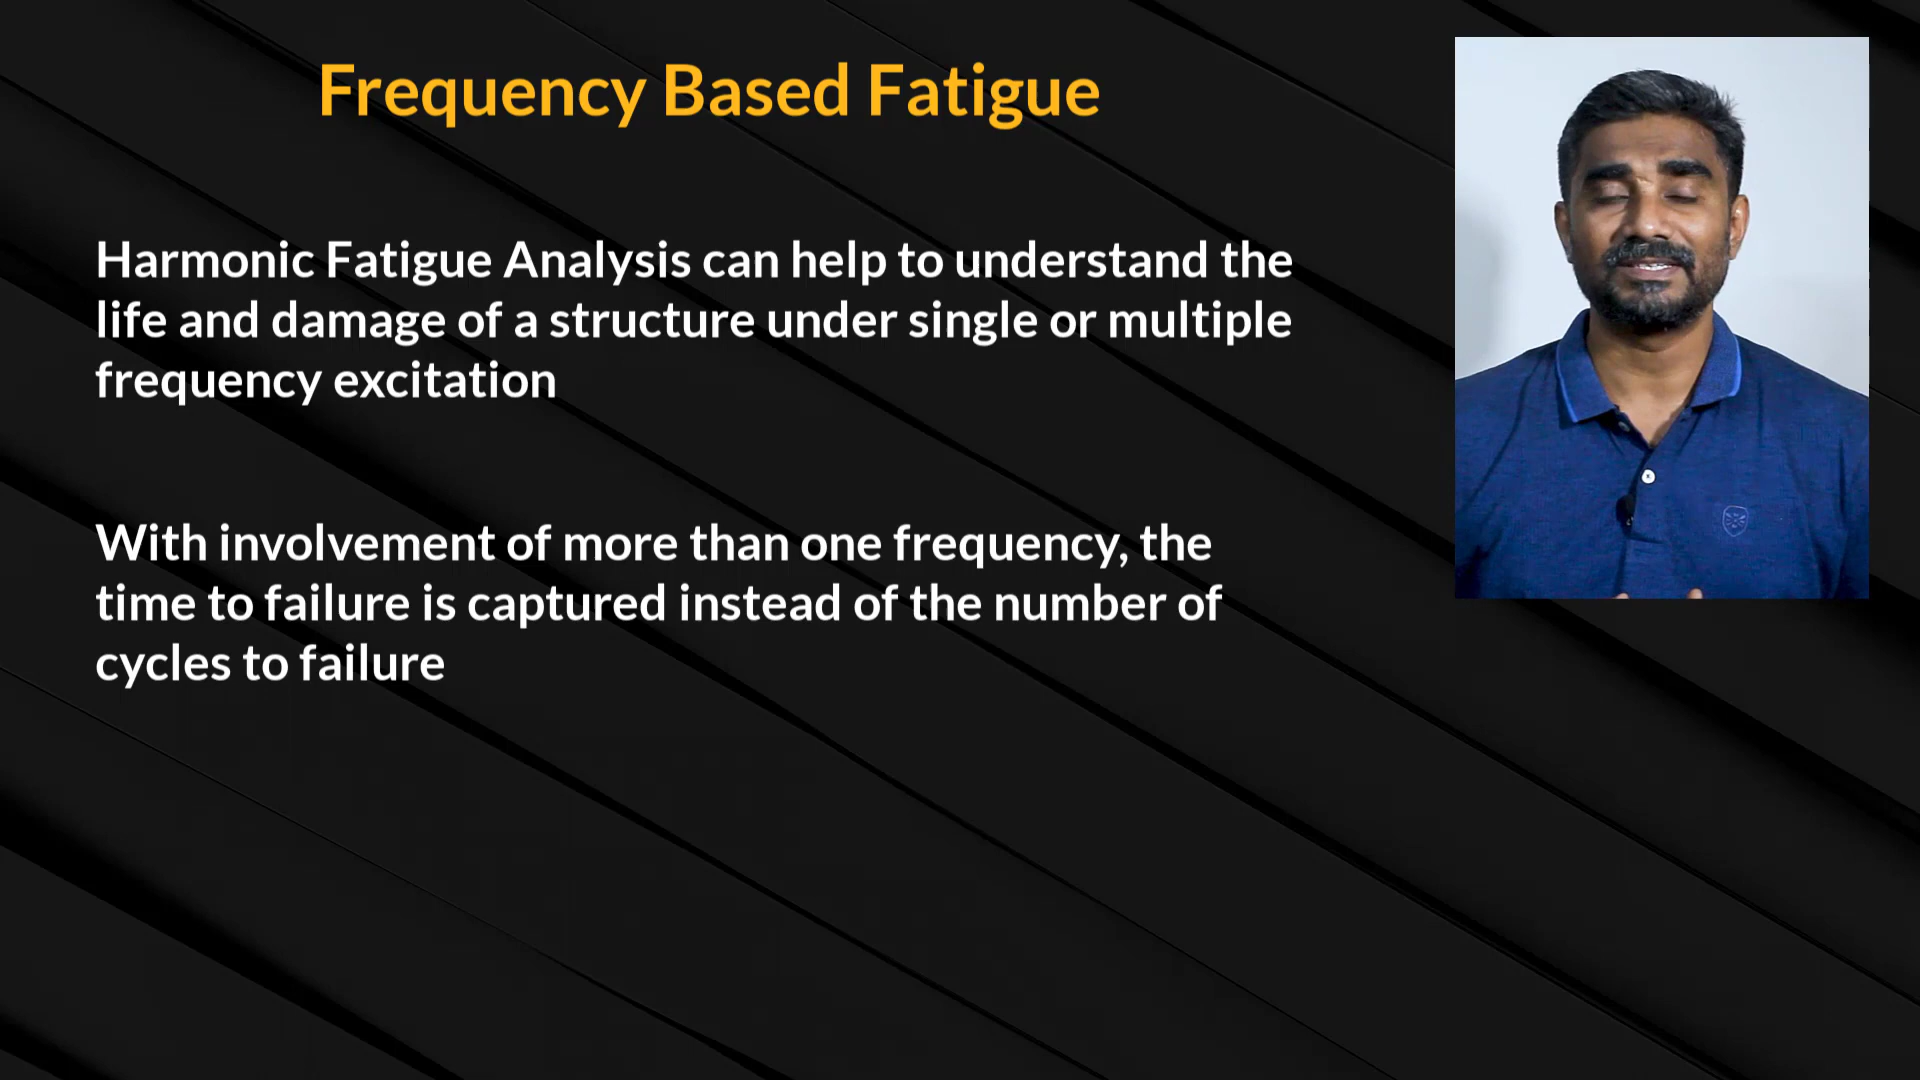 Frequency Based Fatigue
Harmonic Fatigue Analysis can help to understand the
life and damage of a structure under single or multiple
frequency excitation
With involvement of more than one frequency, the
time to failure is captured instead of the number of
cycles to failure